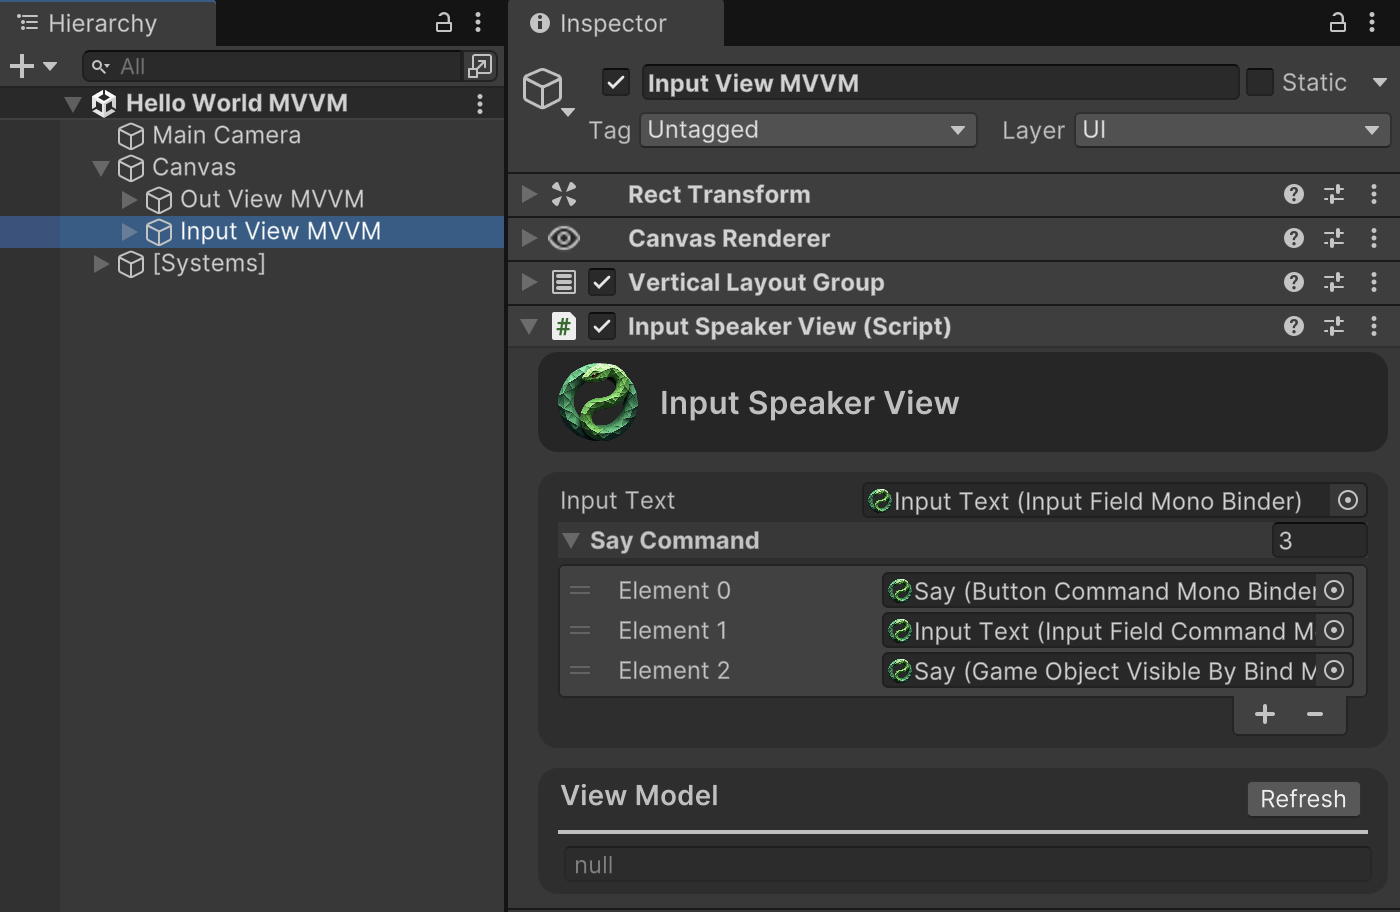 Hierarchy
All
Hello World MVVM
Main Camera
Canvas
Out View MVVM
Input View MVVM
[Systems]
Inspector
Input View MVVM
Static
Tag Untagged Layer UI
Rect Transform
Canvas Renderer
Vertical Layout Group
# Input Speaker View (Script)
Input Speaker View
Input Text Input Text (Input Field Mono Binder)
Say Command 3
Element 0 Say (Button Command Mono Binder
Element 1 Input Text (Input Field Command M
Element 2 Say (Game Object Visible By Bind M
+ −
View Model Refresh
null